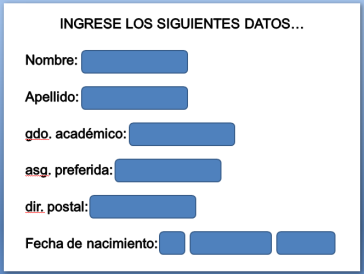 INGRESE LOS SIGUIENTES DATOS...
Nombre:
Apellido:
gdo. académico:
asg. preferida:
dir. postal:
Fecha de nacimiento: